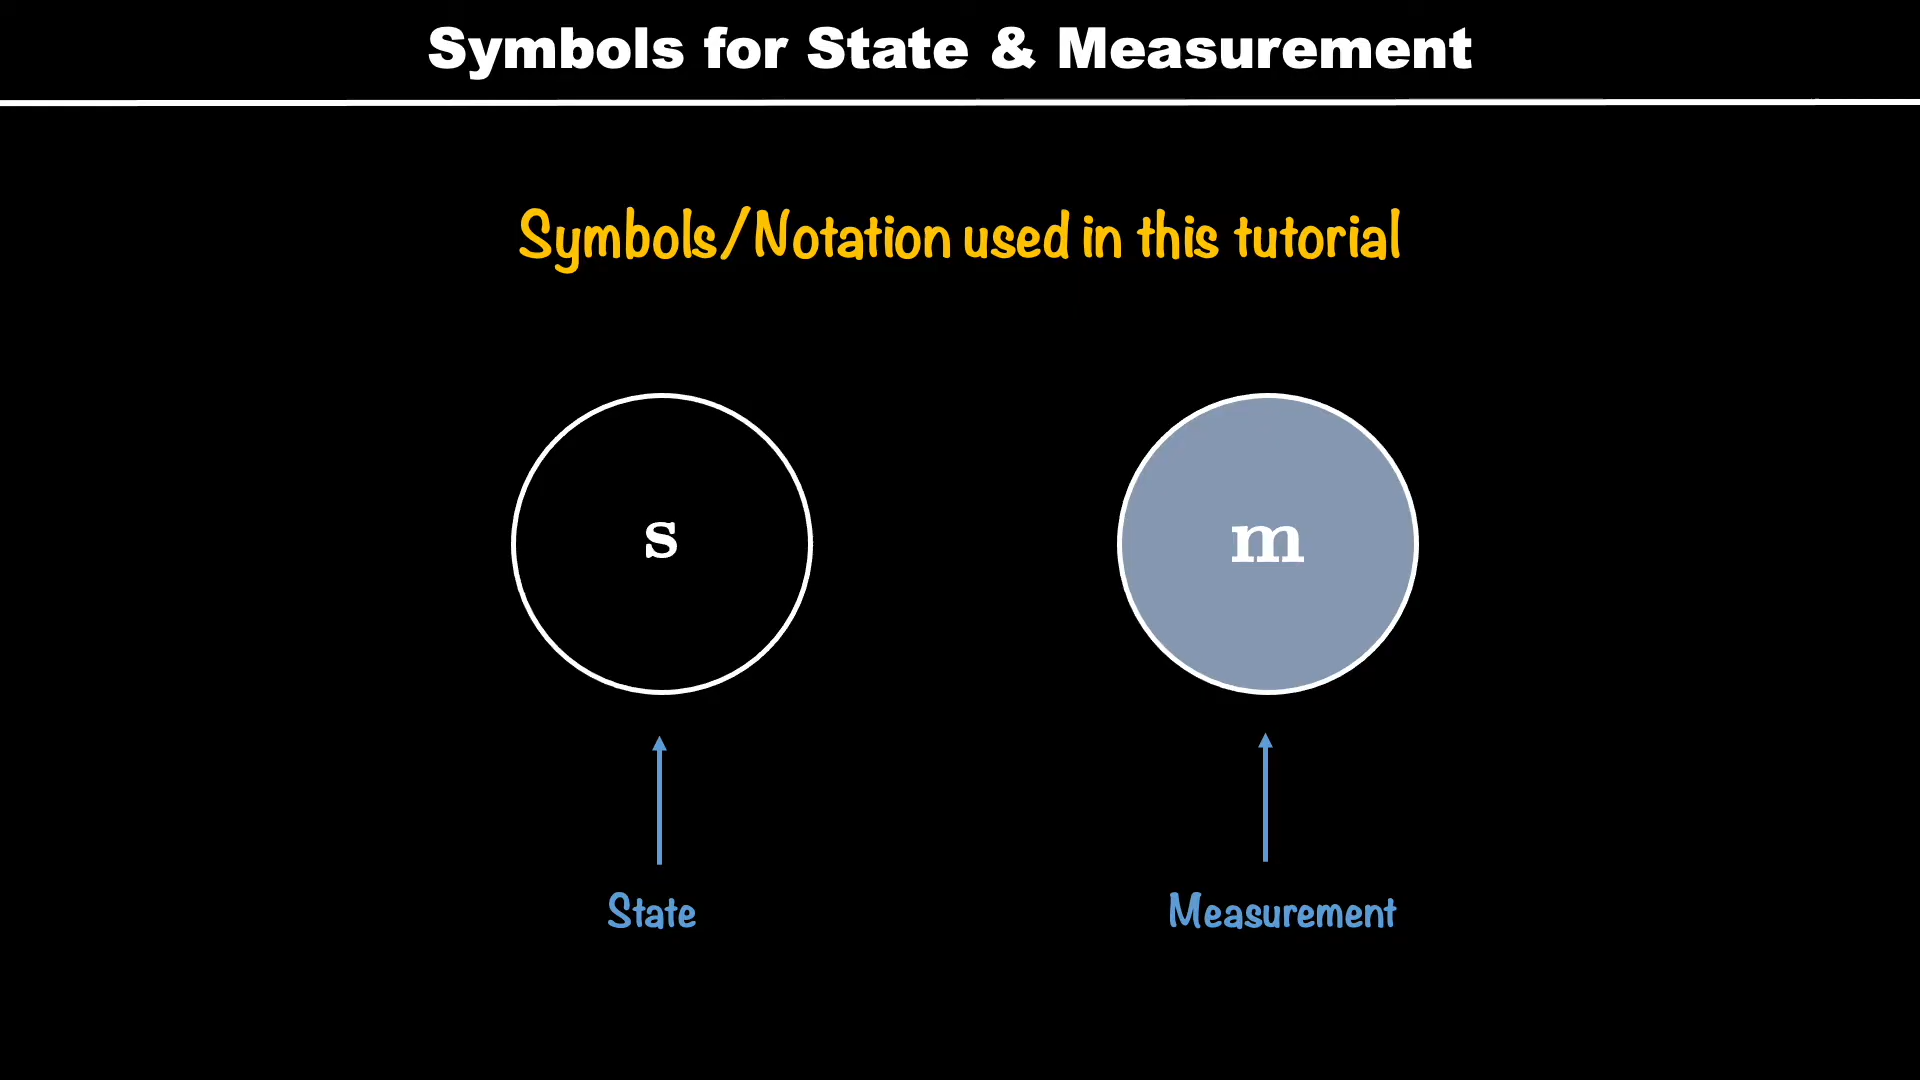 Symbols for State & Measurement
Symbols/Notation used in this tutorial
s
m
State
Measurement